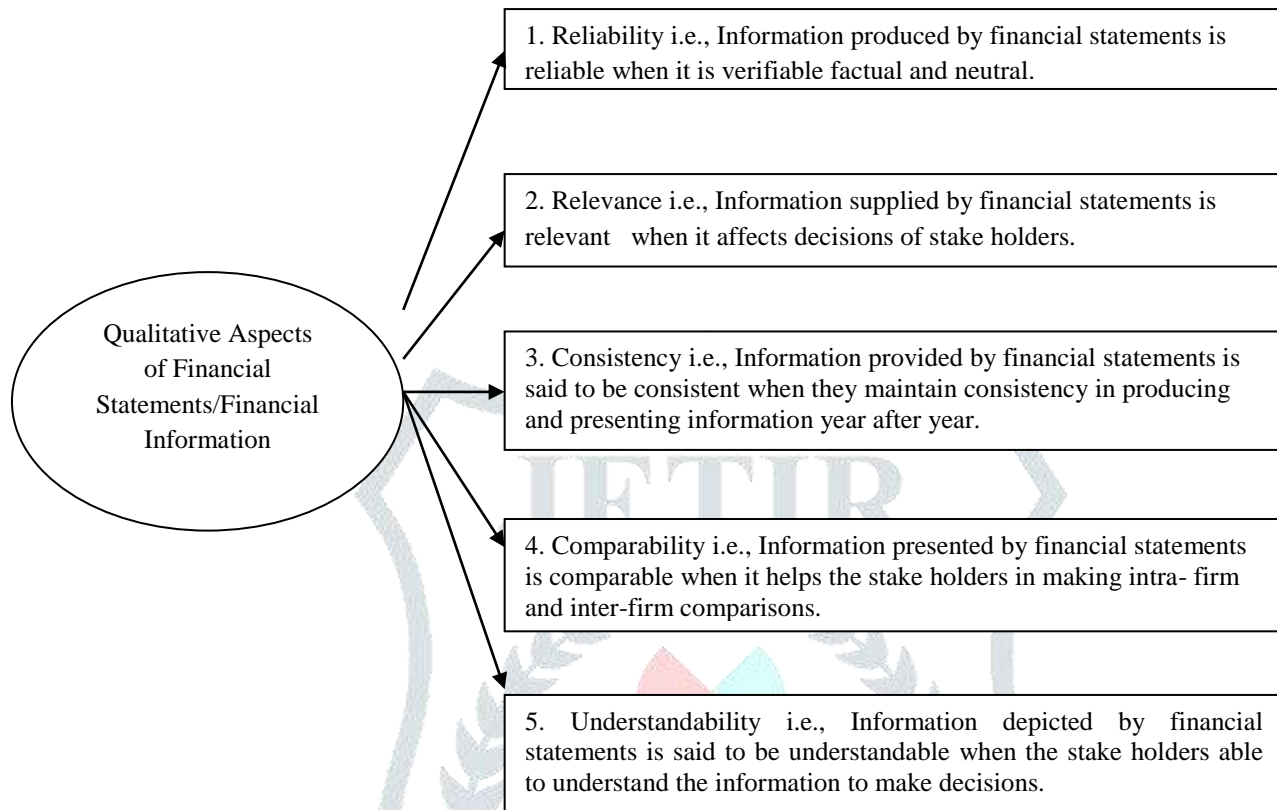 1. Reliability i.e., Information produced by financial statements is
reliable when it is verifiable factual and neutral.
2. Relevance i.e., Information supplied by financial statements is
relevant when it affects decisions of stake holders.
Qualitative Aspects
of Financial
Statements/Financial
Information
3. Consistency i.e., Information provided by financial statements is
said to be consistent when they maintain consistency in producing
and presenting information year after year.
JETIR
4. Comparability i.e., Information presented by financial statements
is comparable when it helps the stake holders in making intra- firm
and inter-firm comparisons.
5. Understandability i.e., Information depicted by financial
statements is said to be understandable when the stake holders able
to understand the information to make decisions.